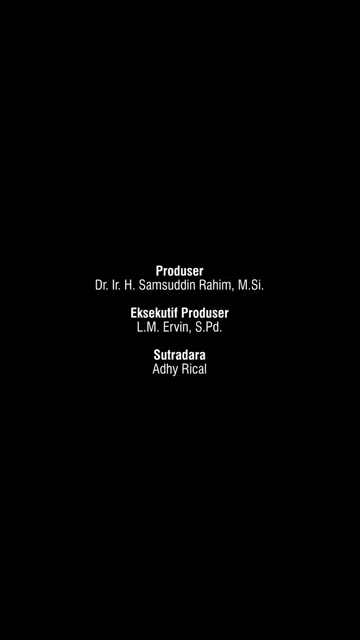 Produser
Dr. Ir. H. Samsuddin Rahim, M.Si.
Eksekutif Produser
L.M. Ervin, S.Pd.
Sutradara
Adhy Rical